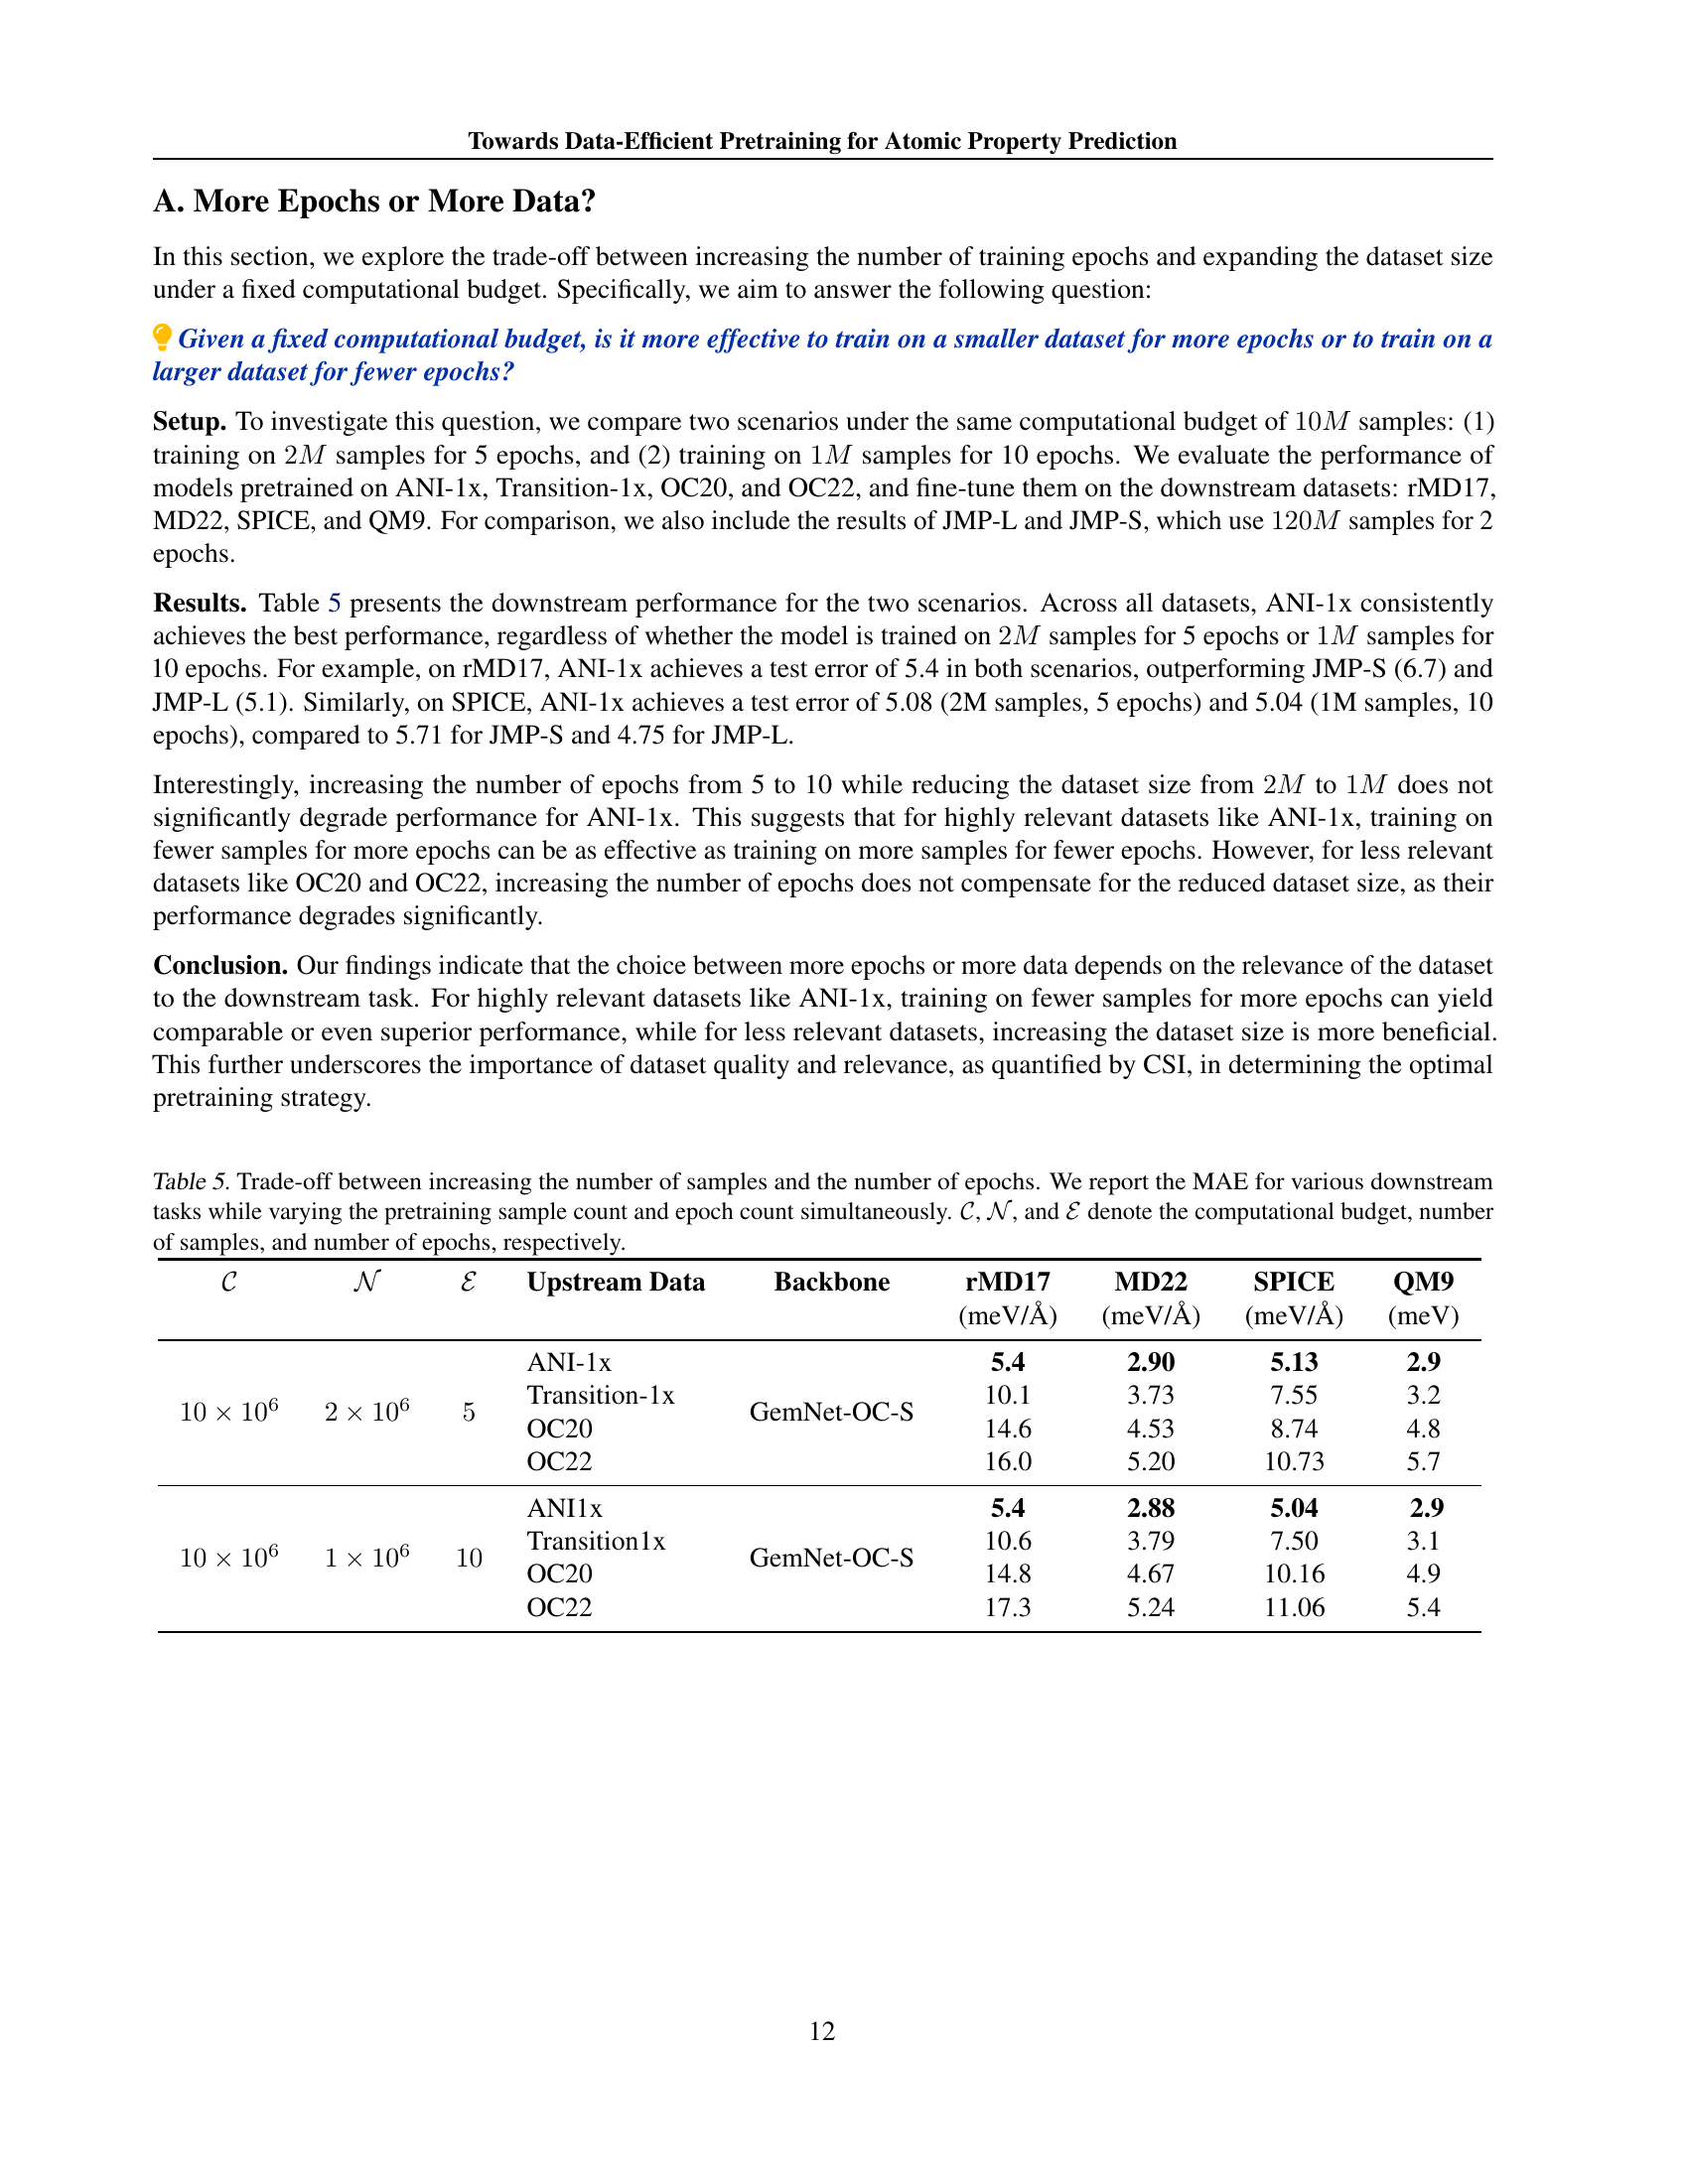 Towards Data-Efficient Pretraining for Atomic Property Prediction
A. More Epochs or More Data?
In this section, we explore the trade-off between increasing the number of training epochs and expanding the dataset size
under a fixed computational budget. Specifically, we aim to answer the following question:
Given a fixed computational budget, is it more effective to train on a smaller dataset for more epochs or to train on a
larger dataset for fewer epochs?
Setup. To investigate this question, we compare two scenarios under the same computational budget of 10M samples: (1)
training on 2M samples for 5 epochs, and (2) training on 1M samples for 10 epochs. We evaluate the performance of
models pretrained on ANI-1x, Transition-1x, OC20, and OC22, and fine-tune them on the downstream datasets: rMD17,
MD22, SPICE, and QM9. For comparison, we also include the results of JMP-L and JMP-S, which use 120M samples for 2
epochs.
Results. Table 5 presents the downstream performance for the two scenarios. Across all datasets, ANI-1x consistently
achieves the best performance, regardless of whether the model is trained on 2M samples for 5 epochs or 1M samples for
10 epochs. For example, on rMD17, ANI-1x achieves a test error of 5.4 in both scenarios, outperforming JMP-S (6.7) and
JMP-L (5.1). Similarly, on SPICE, ANI-1x achieves a test error of 5.08 (2M samples, 5 epochs) and 5.04 (1M samples, 10
epochs), compared to 5.71 for JMP-S and 4.75 for JMP-L.
Interestingly, increasing the number of epochs from 5 to 10 while reducing the dataset size from 2M to 1M does not
significantly degrade performance for ANI-1x. This suggests that for highly relevant datasets like ANI-1x, training on
fewer samples for more epochs can be as effective as training on more samples for fewer epochs. However, for less relevant
datasets like OC20 and OC22, increasing the number of epochs does not compensate for the reduced dataset size, as their
performance degrades significantly.
Conclusion. Our findings indicate that the choice between more epochs or more data depends on the relevance of the dataset
to the downstream task. For highly relevant datasets like ANI-1x, training on fewer samples for more epochs can yield
comparable or even superior performance, while for less relevant datasets, increasing the dataset size is more beneficial.
This further underscores the importance of dataset quality and relevance, as quantified by CSI, in determining the optimal
pretraining strategy.
Table 5. Trade-off between increasing the number of samples and the number of epochs. We report the MAE for various downstream
tasks while varying the pretraining sample count and epoch count simultaneously. 𝒞, 𝒩, and ℰ denote the computational budget, number
of samples, and number of epochs, respectively.
𝒞 𝒩 ℰ Upstream Data Backbone rMD17 MD22 SPICE QM9
(meV/Å) (meV/Å) (meV/Å) (meV)
ANI-1x 5.4 2.90 5.13 2.9
Transition-1x 10.1 3.73 7.55 3.2
10 × 10⁶ 2 × 10⁶ 5 GemNet-OC-S
OC20 14.6 4.53 8.74 4.8
OC22 16.0 5.20 10.73 5.7
ANI1x 5.4 2.88 5.04 2.9
Transition1x 10.6 3.79 7.50 3.1
10 × 10⁶ 1 × 10⁶ 10 GemNet-OC-S
OC20 14.8 4.67 10.16 4.9
OC22 17.3 5.24 11.06 5.4
12